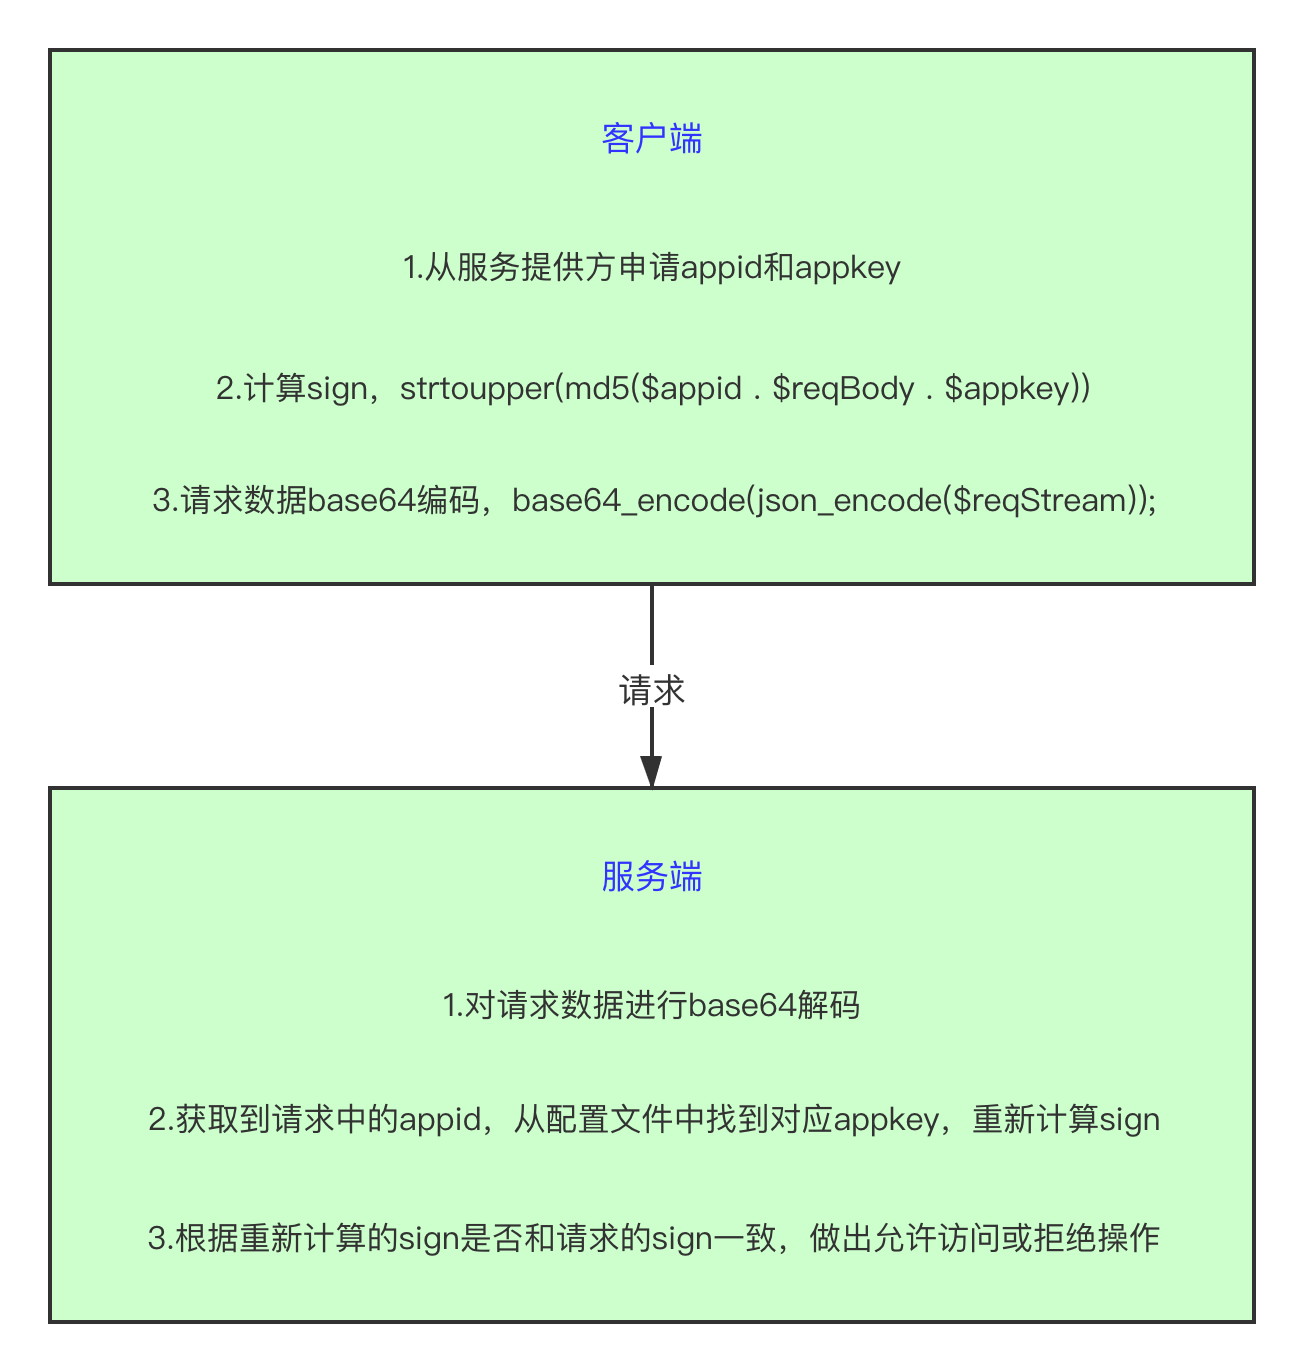 客户端
1.从服务提供方申请appid和appkey
2.计算sign，strtoupper(md5($appid . $reqBody . $appkey))
3.请求数据base64编码，base64_encode(json_encode($reqStream));
请求
服务端
1.对请求数据进行base64解码
2.获取到请求中的appid，从配置文件中找到对应appkey，重新计算sign
3.根据重新计算的sign是否和请求的sign一致，做出允许访问或拒绝操作